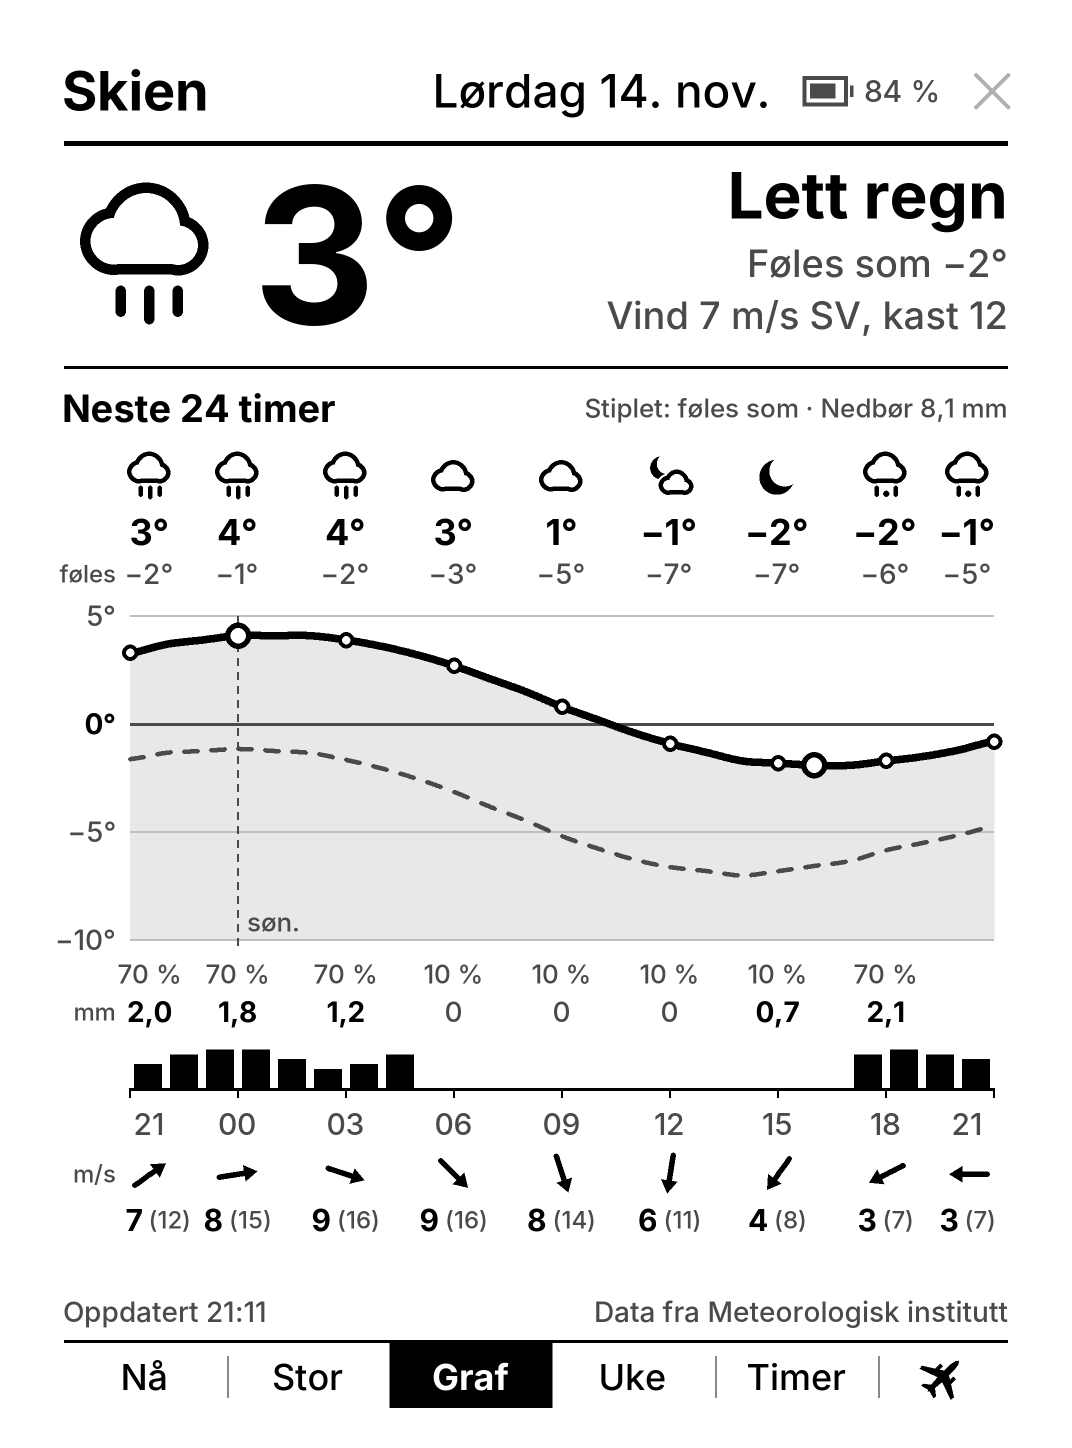 Skien
Lørdag 14. nov.
84 %
3°
Lett regn
Føles som −2°
Vind 7 m/s SV, kast 12
Neste 24 timer
Stiplet: føles som · Nedbør 8,1 mm
3° 4° 4° 3° 1° −1° −2° −2° −1°
føles −2° −1° −2° −3° −5° −7° −7° −6° −5°
5°
0°
−5°
søn.
−10°
70 % 70 % 70 % 10 % 10 % 10 % 10 % 70 %
mm 2,0 1,8 1,2 0 0 0 0,7 2,1
21 00 03 06 09 12 15 18 21
m/s
7 (12) 8 (15) 9 (16) 9 (16) 8 (14) 6 (11) 4 (8) 3 (7) 3 (7)
Oppdatert 21:11
Data fra Meteorologisk institutt
Nå Stor Graf Uke Timer